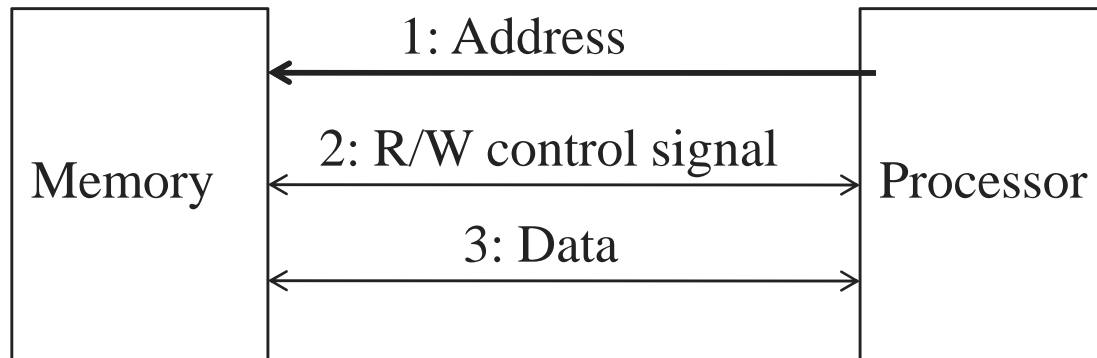 1: Address
2: R/W control signal
Memory
Processor
3: Data